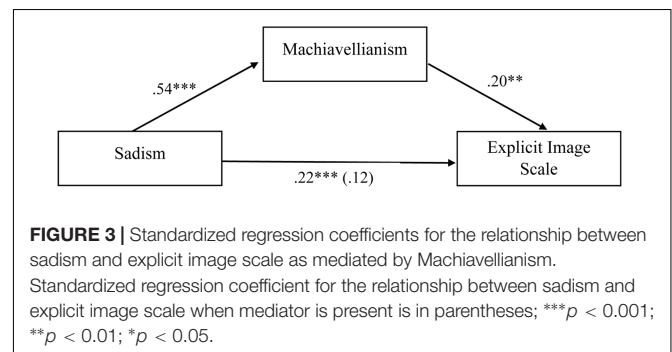 Machiavellianism
.54***
.20**
Sadism
Explicit Image
Scale
.22*** (.12)
FIGURE 3 | Standardized regression coefficients for the relationship between
sadism and explicit image scale as mediated by Machiavellianism.
Standardized regression coefficient for the relationship between sadism and
explicit image scale when mediator is present is in parentheses; ***p < 0.001;
**p < 0.01; *p < 0.05.